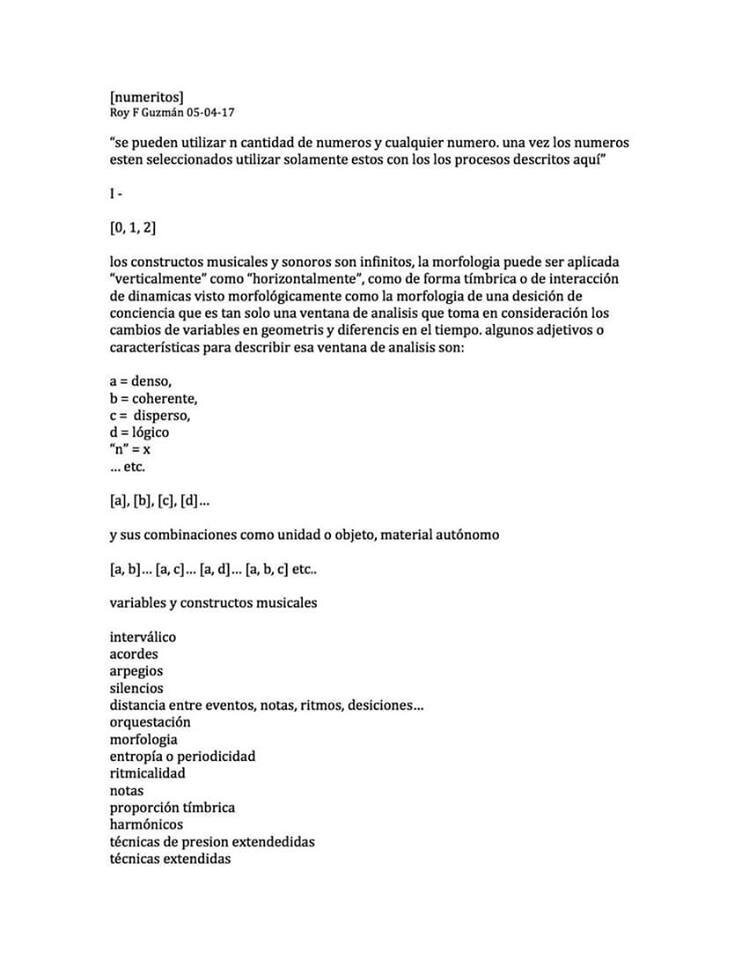 [numeritos]
Roy F Guzmán 05-04-17
“se pueden utilizar n cantidad de numeros y cualquier numero. una vez los numeros
esten seleccionados utilizar solamente estos con los los procesos descritos aquí”
I -
[0, 1, 2]
los constructos musicales y sonoros son infinitos, la morfologia puede ser aplicada
“verticalmente” como “horizontalmente”, como de forma tímbrica o de interacción
de dinamicas visto morfológicamente como la morfologia de una desición de
conciencia que es tan solo una ventana de analisis que toma en consideración los
cambios de variables en geometris y diferencis en el tiempo. algunos adjetivos o
características para describir esa ventana de analisis son:
a = denso,
b = coherente,
c = disperso,
d = lógico
“n” = x
... etc.
[a], [b], [c], [d]...
y sus combinaciones como unidad o objeto, material autónomo
[a, b]... [a, c]... [a, d]... [a, b, c] etc..
variables y constructos musicales
interválico
acordes
arpegios
silencios
distancia entre eventos, notas, ritmos, desiciones...
orquestación
morfologia
entropía o periodicidad
ritmicalidad
notas
proporción tímbrica
harmónicos
técnicas de presion extendedidas
técnicas extendidas